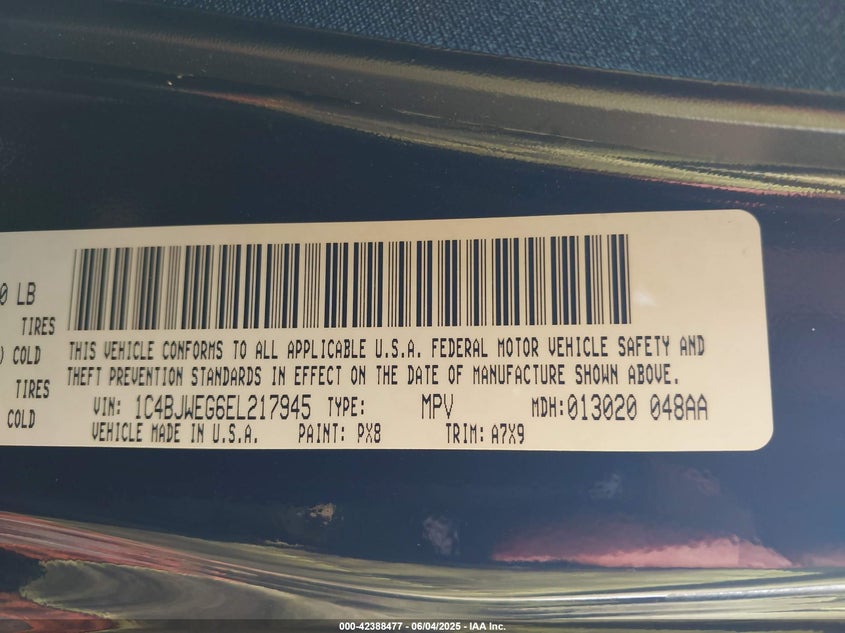 0 LB
TIRES
) COLD
TIRES
COLD
THIS VEHICLE CONFORMS TO ALL APPLICABLE U.S.A. FEDERAL MOTOR VEHICLE SAFETY AND
THEFT PREVENTION STANDARDS IN EFFECT ON THE DATE OF MANUFACTURE SHOWN ABOVE.
VIN: 1C4BJWEG6EL217945 TYPE: MPV MDH:013020 048AA
VEHICLE MADE IN U.S.A. PAINT: PX8 TRIM: A7X9
000-42388477 - 06/04/2025 - IAA Inc.